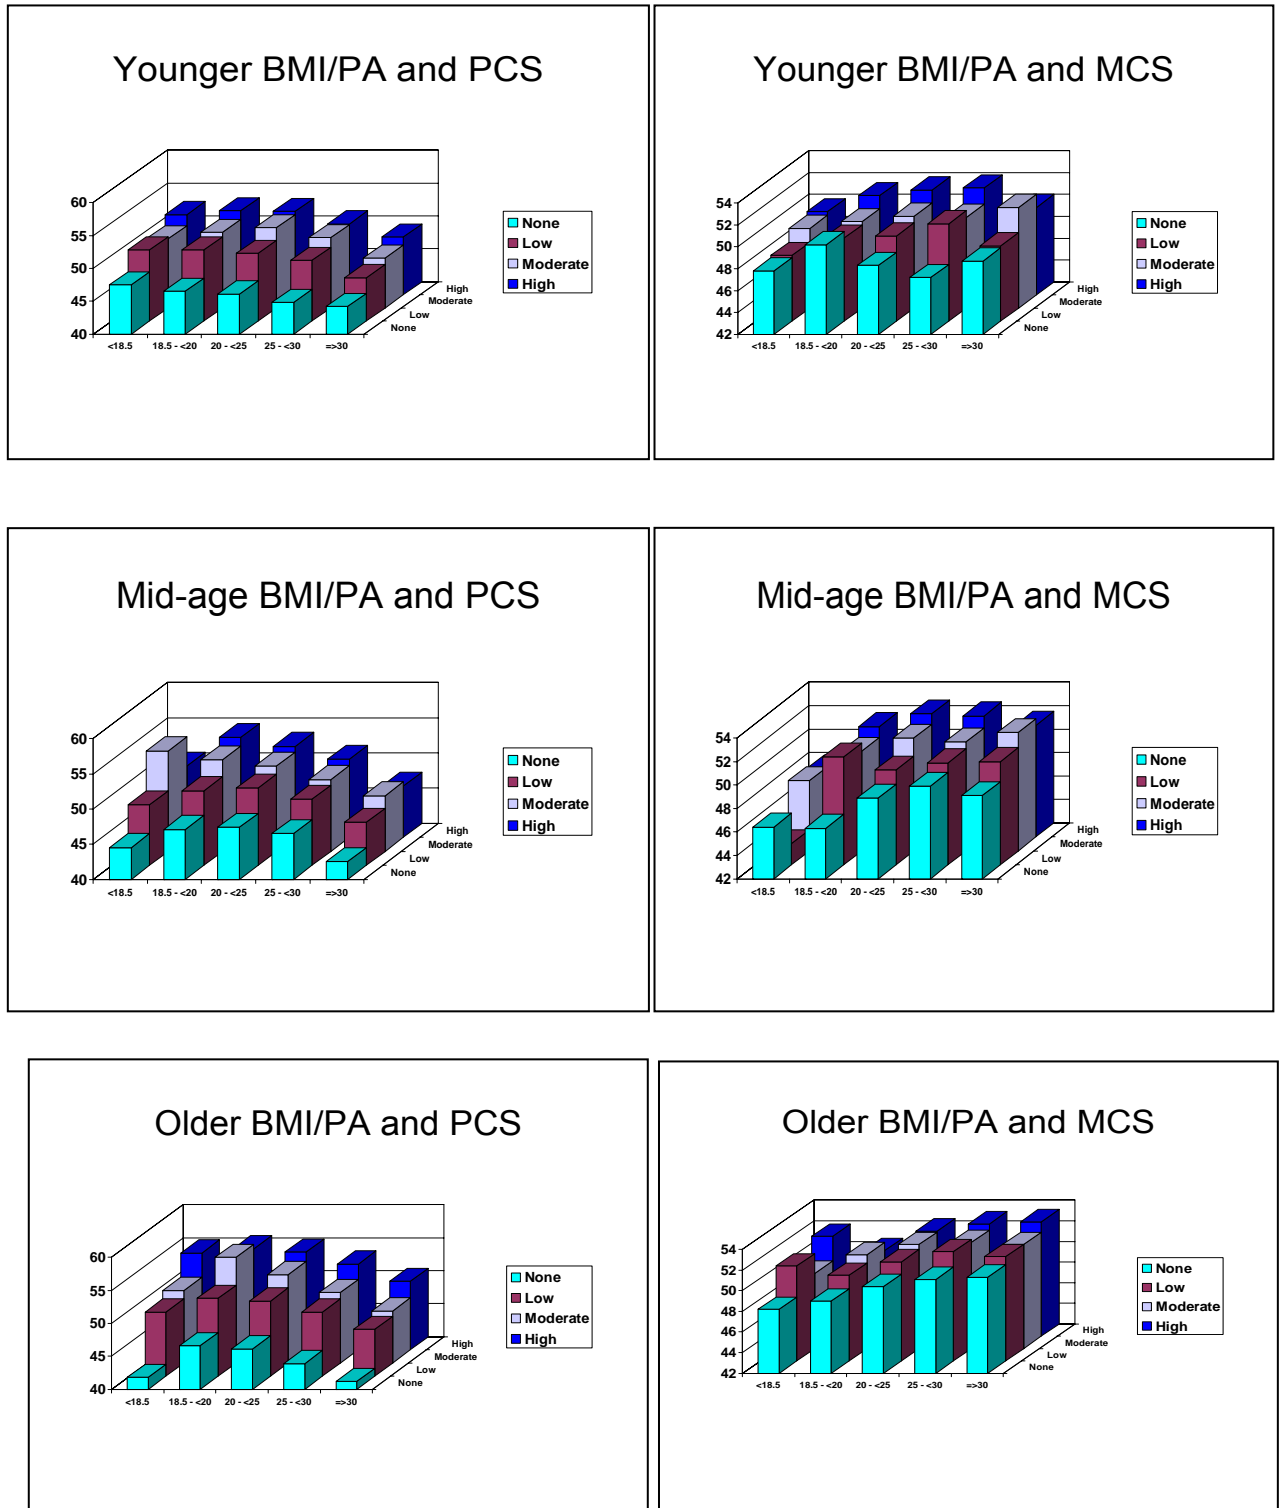 Younger BMI/PA and PCS
60
55
50
45
40
<18.5
18.5 - <20
20 - <25
25 - <30
=>30
None
Low
Moderate
High
None
Low
Moderate
High
Younger BMI/PA and MCS
54
52
50
48
46
44
42
<18.5
18.5 - <20
20 - <25
25 - <30
=>30
High
Moderate
Low
None
None
Low
Moderate
High
Mid-age BMI/PA and PCS
60
55
50
45
40
<18.5
18.5 - <20
20 - <25
25 - <30
=>30
High
Moderate
Low
None
None
Low
Moderate
High
Mid-age BMI/PA and MCS
54
52
50
48
46
44
42
<18.5
18.5 - <20
20 - <25
25 - <30
=>30
High
Moderate
Low
None
None
Low
Moderate
High
Older BMI/PA and PCS
60
55
50
45
40
<18.5
18.5 - <20
20 - <25
25 - <30
=>30
High
Moderate
Low
None
None
Low
Moderate
High
Older BMI/PA and MCS
54
52
50
48
46
44
42
<18.5
18.5 - <20
20 - <25
25 - <30
=>30
High
Moderate
Low
None
None
Low
Moderate
High